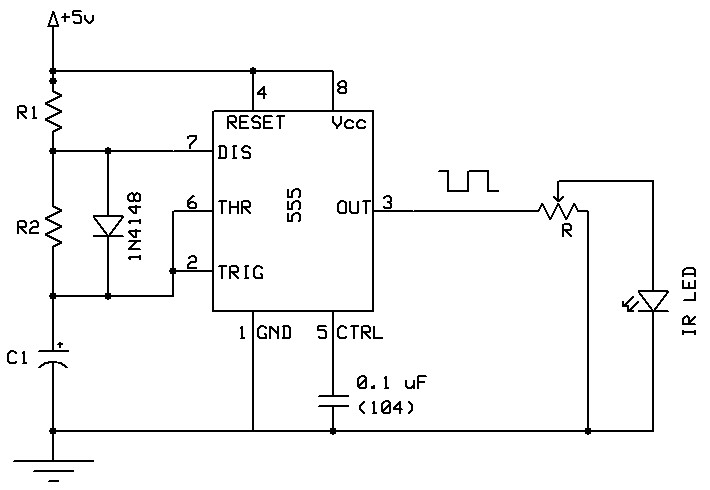 +5v
4
8
R1
RESET
Vcc
7
DIS
1N4148
6
THR
555
OUT
3
R2
R
2
TRIG
IR LED
1
GND
5
CTRL
C1
+
0.1 uF
(104)